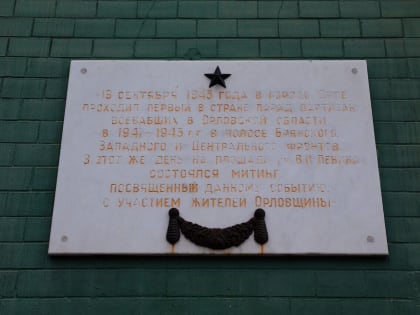 19 сентября 1943 года в городе Орле
проходил первый в стране парад партизан,
воевавших в Орловской области
в 1941-1943 г.г. в полосе Брянского,
Западного и Центрального фронтов.
В этот же день на площади им. В.И. Ленина
состоялся митинг,
посвященный данному событию,
с участием жителей Орловщины